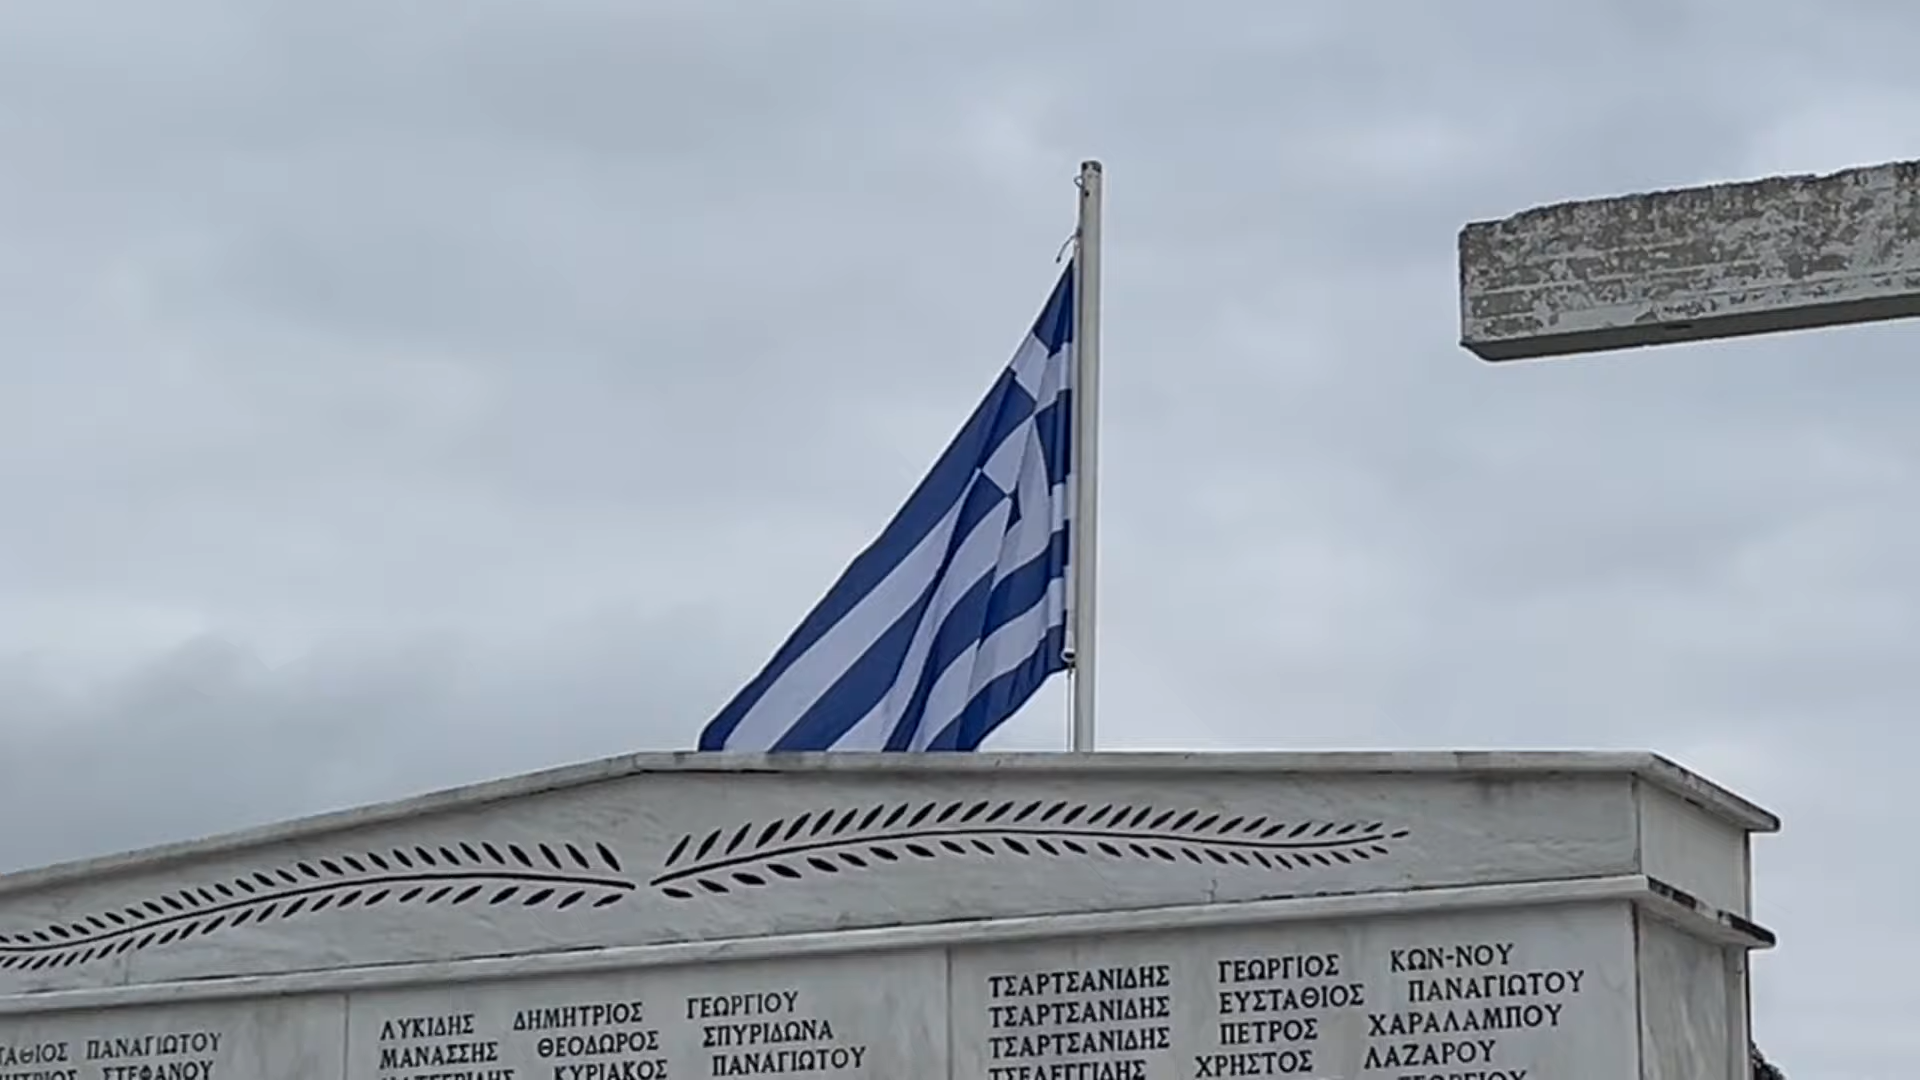 ΠΑΝΑΓΙΩΤΟΥ
ΣΤΕΦΑΝΟΥ
ΛΥΚΙΔΗΣ ΔΗΜΗΤΡΙΟΣ ΓΕΩΡΓΙΟΥ
ΜΑΝΑΣΣΗΣ ΘΕΟΔΩΡΟΣ ΣΠΥΡΙΔΩΝΑ
ΚΥΡΙΑΚΟΣ ΠΑΝΑΓΙΩΤΟΥ
ΤΣΑΡΤΣΑΝΙΔΗΣ ΓΕΩΡΓΙΟΣ ΚΩΝ-ΝΟΥ
ΤΣΑΡΤΣΑΝΙΔΗΣ ΕΥΣΤΑΘΙΟΣ ΠΑΝΑΓΙΩΤΟΥ
ΤΣΑΡΤΣΑΝΙΔΗΣ ΠΕΤΡΟΣ ΧΑΡΑΛΑΜΠΟΥ
ΤΣΕΛΕΓΓΙΔΗΣ ΧΡΗΣΤΟΣ ΛΑΖΑΡΟΥ